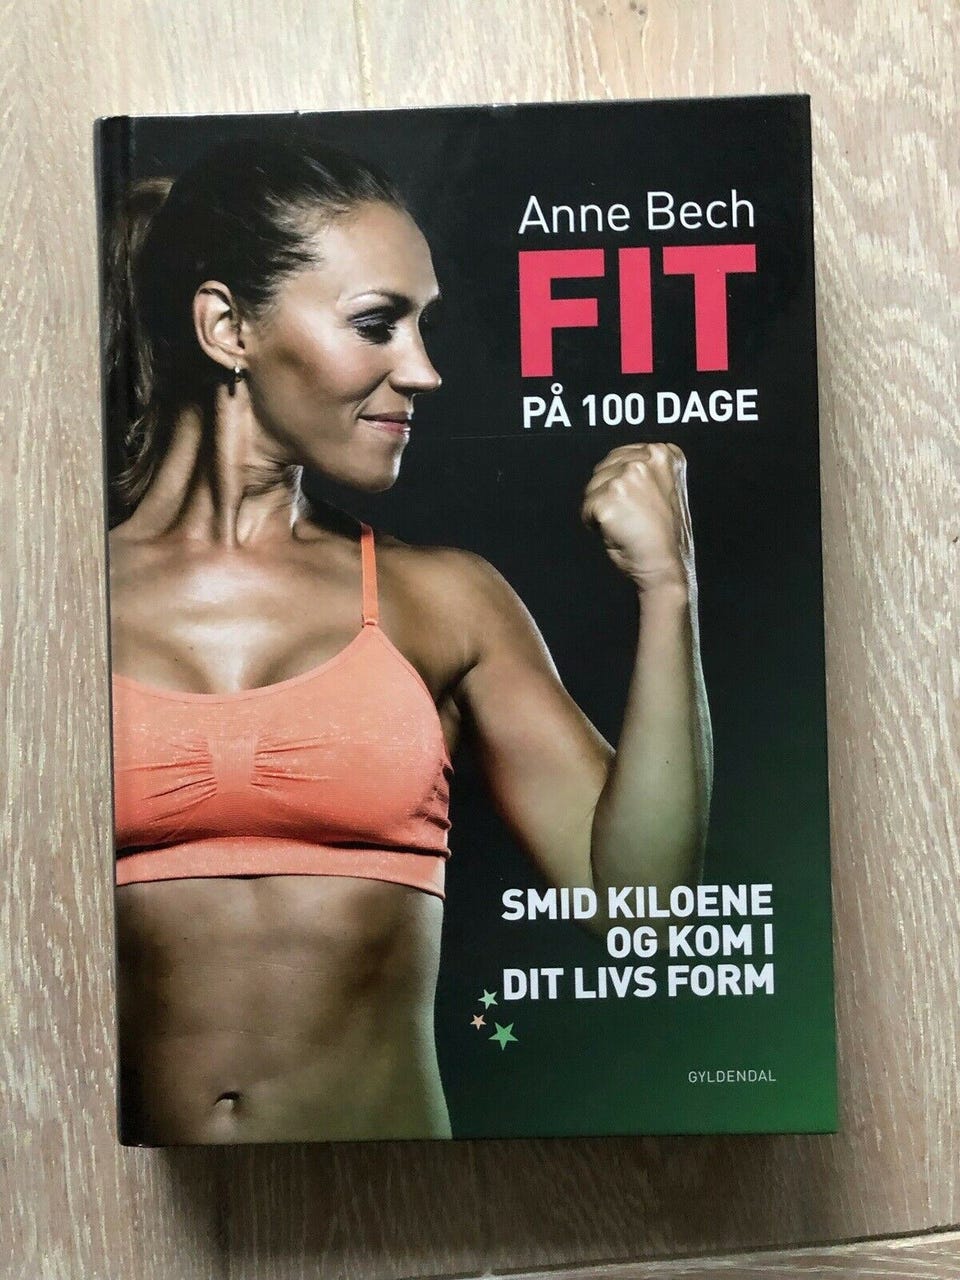 Anne Bech
FIT
PÅ 100 DAGE
SMID KILOENE
OG KOM I
DIT LIVS FORM
GYLDENDAL